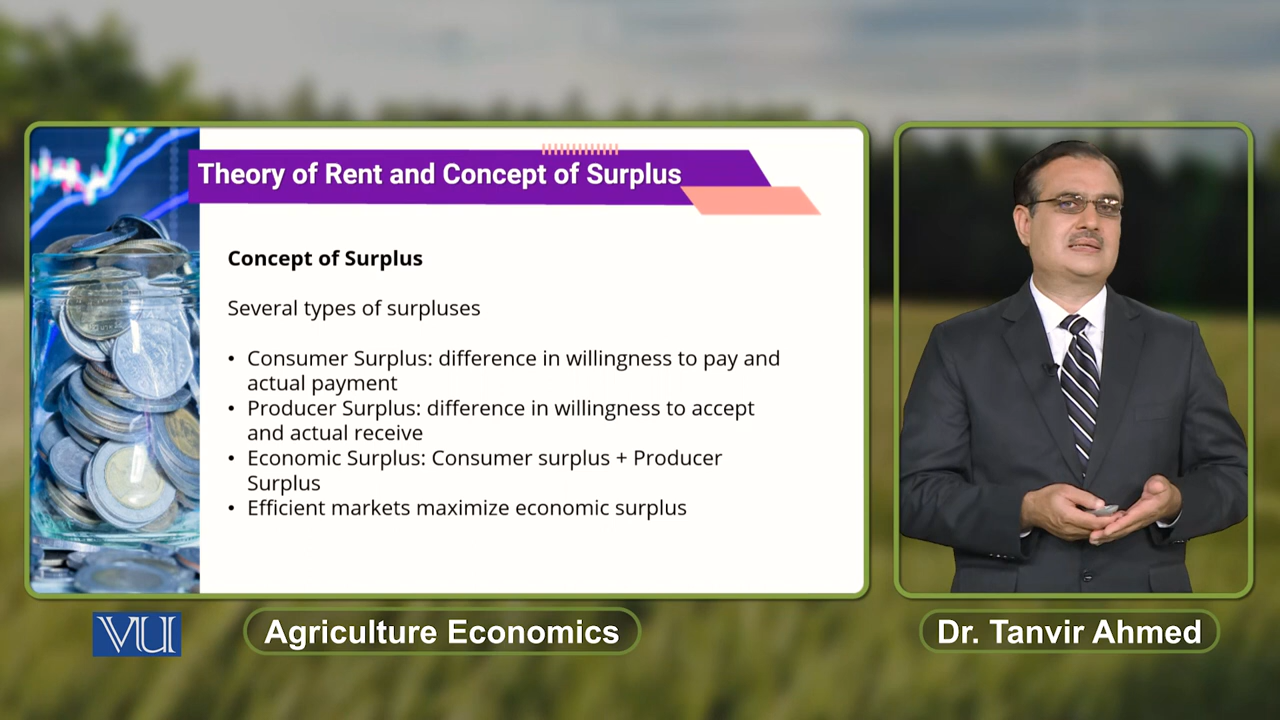 Theory of Rent and Concept of Surplus
Concept of Surplus
Several types of surpluses
• Consumer Surplus: difference in willingness to pay and
actual payment
• Producer Surplus: difference in willingness to accept
and actual receive
• Economic Surplus: Consumer surplus + Producer
Surplus
• Efficient markets maximize economic surplus
VU
Agriculture Economics
Dr. Tanvir Ahmed